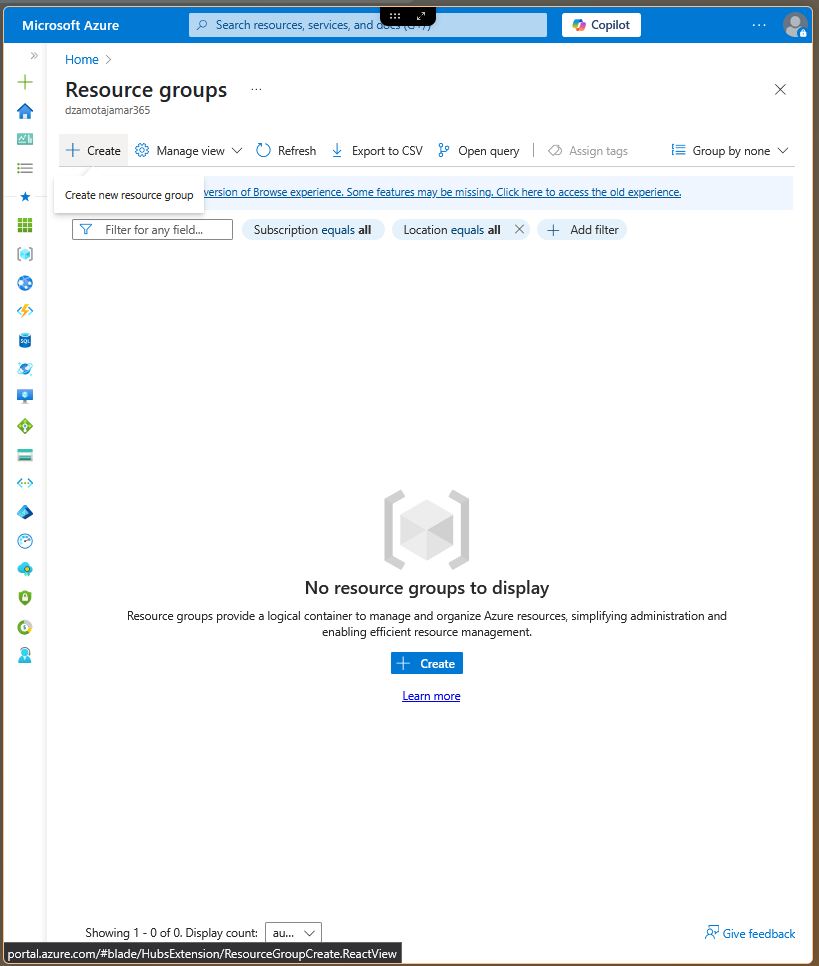 Microsoft Azure
Search resources, services, and docs (G+/)
Copilot
Home
Resource groups
dzamotajamar365
Create
Manage view
Refresh
Export to CSV
Open query
Assign tags
Group by none
Create new resource group
version of Browse experience. Some features may be missing. Click here to access the old experience.
Filter for any field...
Subscription equals all
Location equals all
Add filter
SQL
No resource groups to display
Resource groups provide a logical container to manage and organize Azure resources, simplifying administration and
enabling efficient resource management.
Create
Learn more
Showing 1 - 0 of 0. Display count:
au...
Give feedback
portal.azure.com/#blade/HubsExtension/ResourceGroupCreate.ReactView